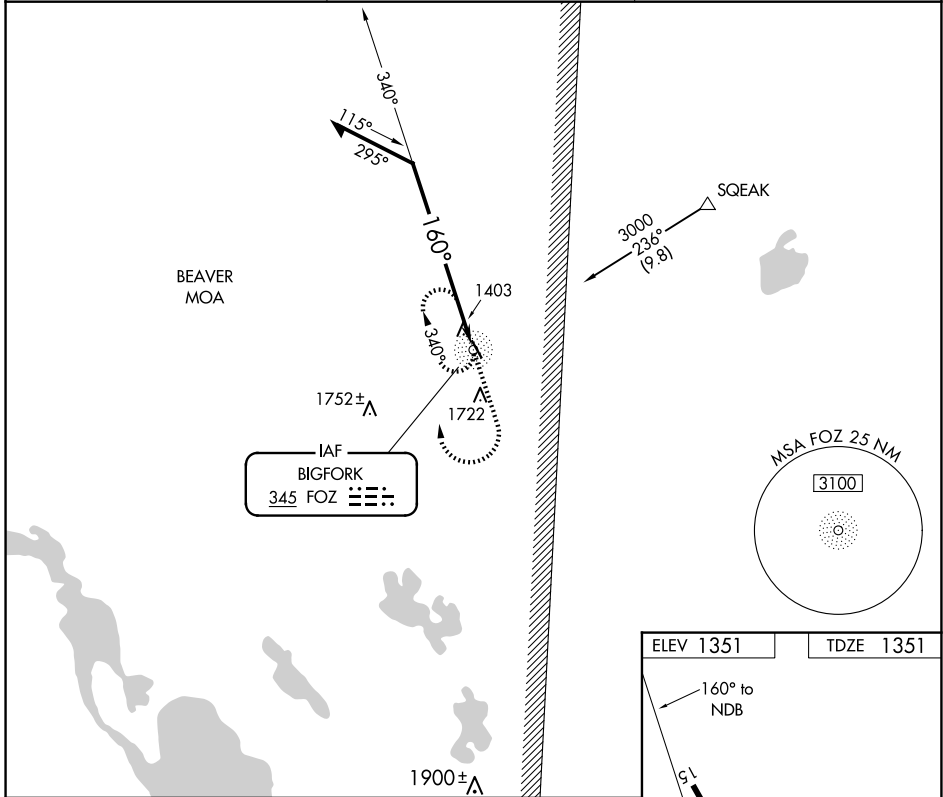 340°
115°
295°
SQEAK
3000
236°
(9.8)
160°
BEAVER
MOA
1403
340°
1752±
1722
IAF
BIGFORK
345 FOZ
MSA FOZ 25 NM
3100
ELEV 1351
TDZE 1351
160° to
NDB
15
1900±